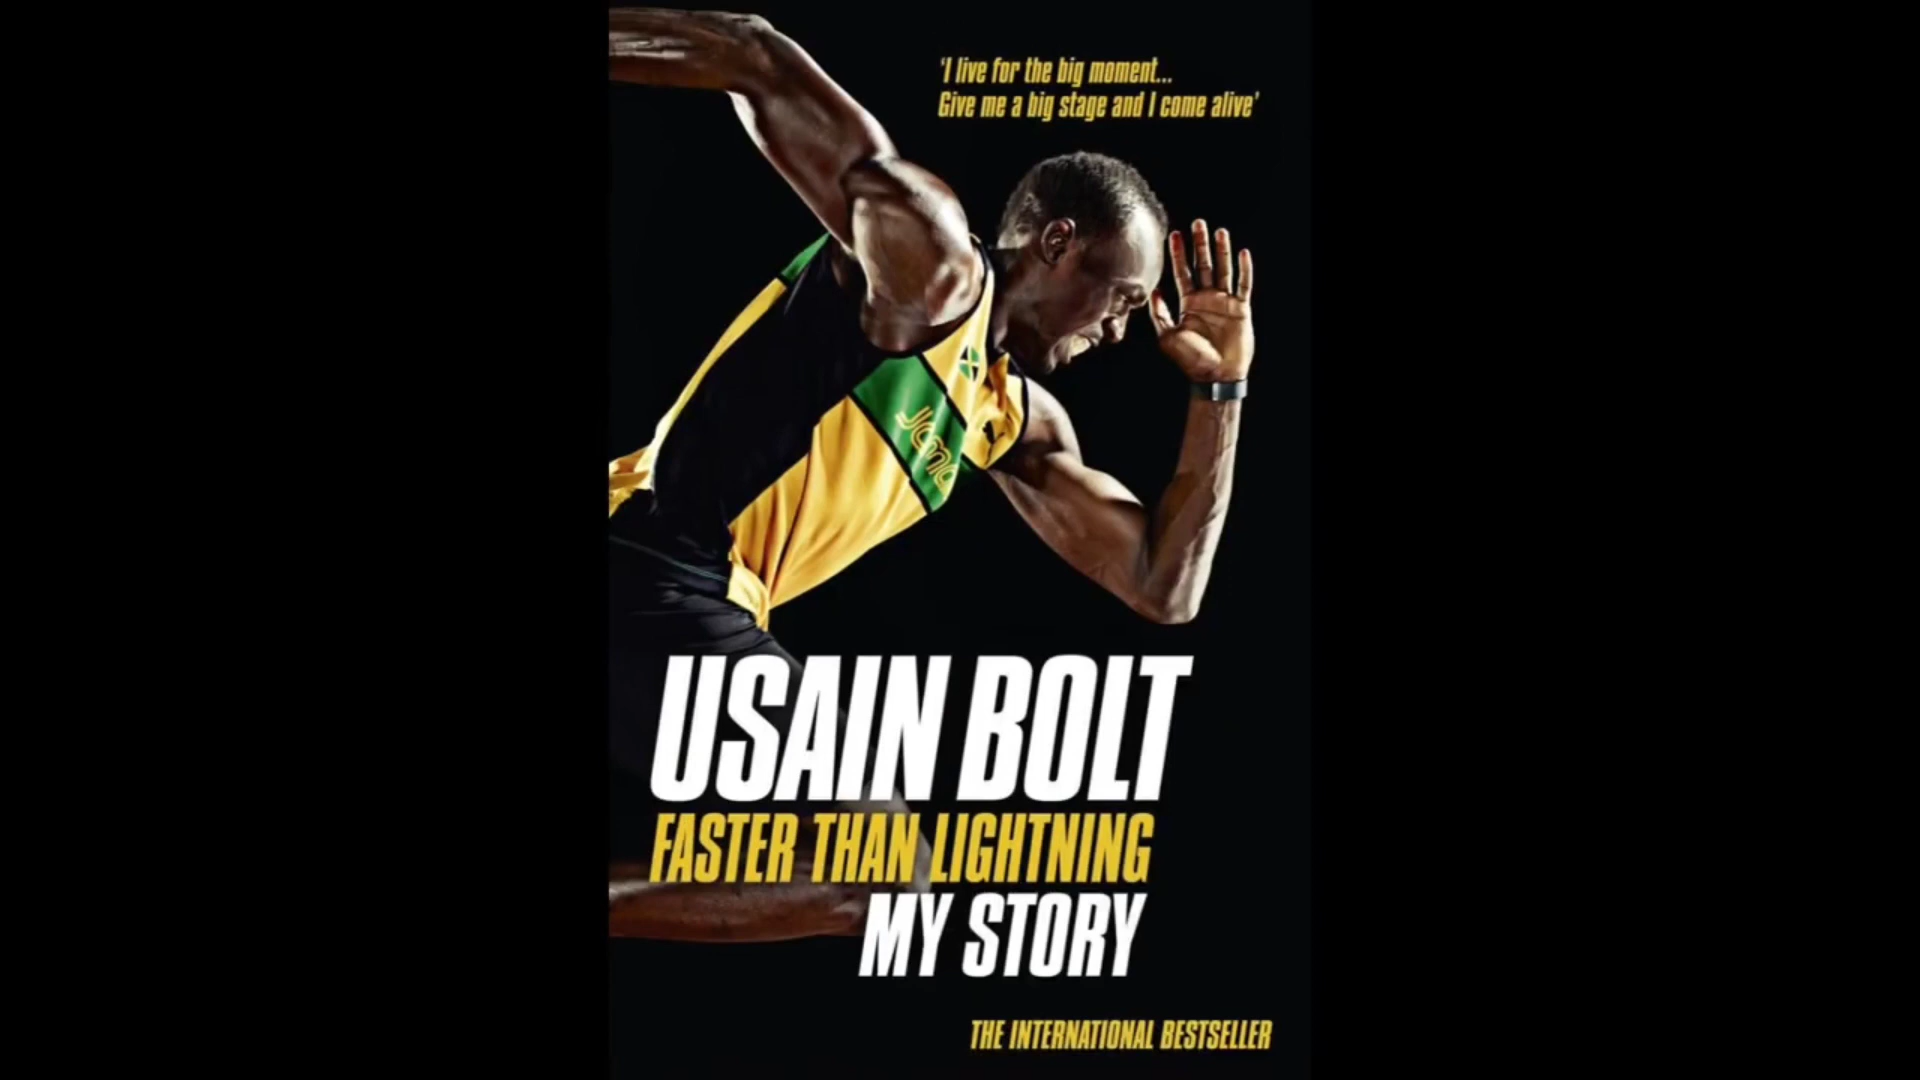 'I live for the big moment...
Give me a big stage and I come alive'
USAIN BOLT
FASTER THAN LIGHTNING
MY STORY
THE INTERNATIONAL BESTSELLER